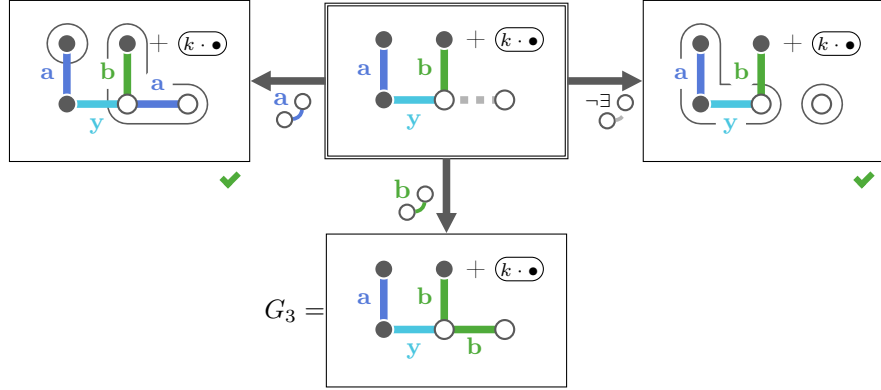 a b a y + k · •
a b y + k · •
a b y + k · •
a
¬∃
b
G₃ = a b y b + k · •